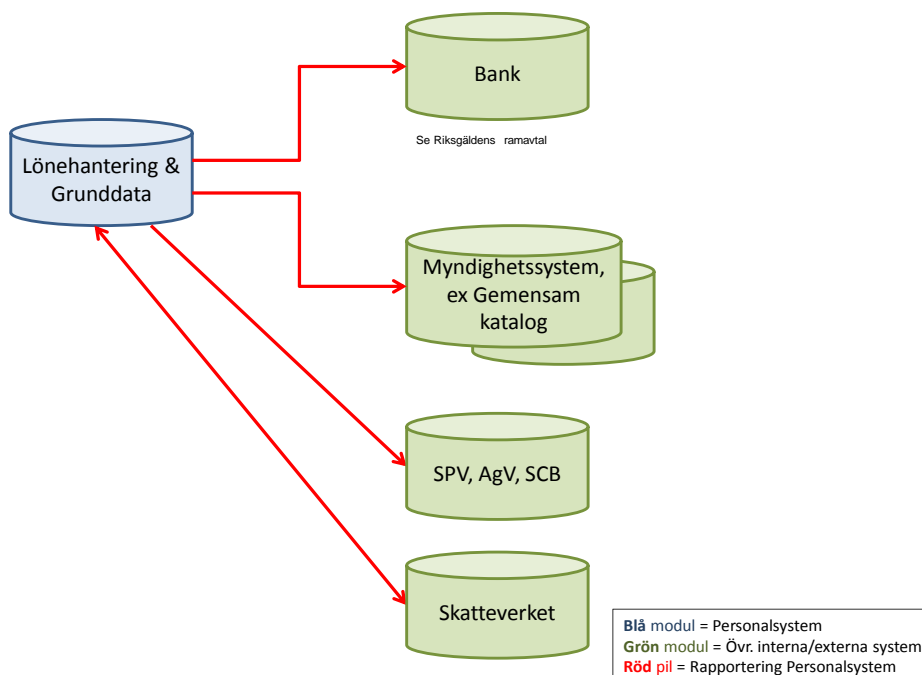 Bank
Se Riksgäldens ramavtal
Lönehantering &
Grunddata
Myndighetssystem,
ex Gemensam
katalog
SPV, AgV, SCB
Skatteverket
Blå modul = Personalsystem
Grön modul = Övr. interna/externa system
Röd pil = Rapportering Personalsystem